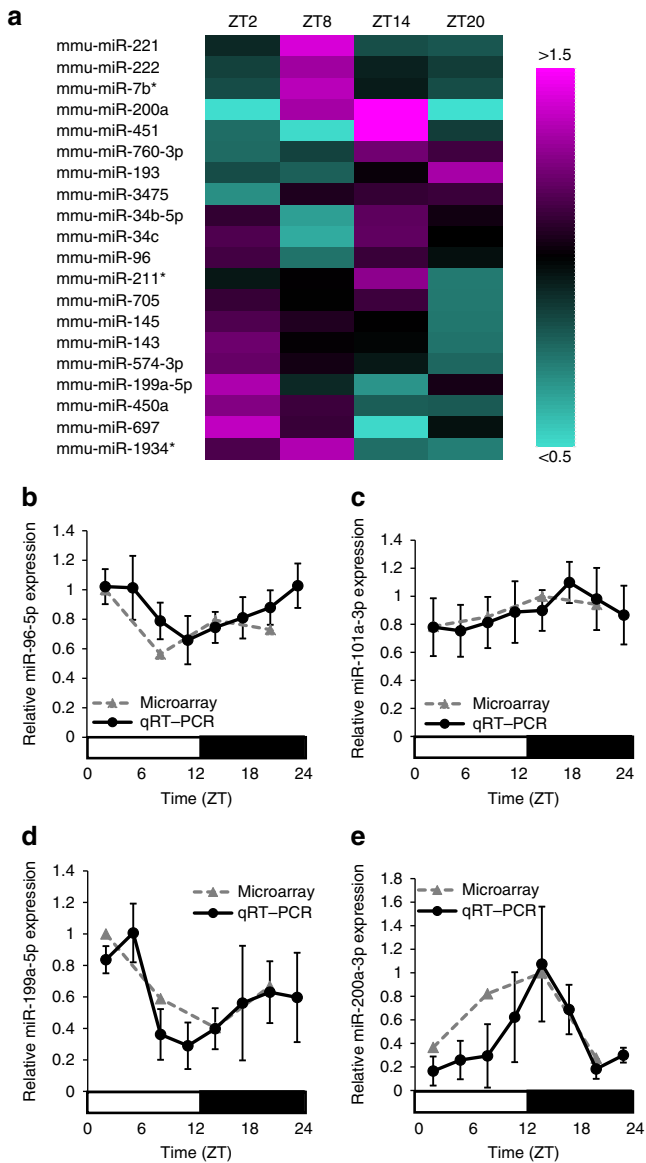 a
ZT2 ZT8 ZT14 ZT20
mmu-miR-221
mmu-miR-222
mmu-miR-7b*
mmu-miR-200a
mmu-miR-451
mmu-miR-760-3p
mmu-miR-193
mmu-miR-3475
mmu-miR-34b-5p
mmu-miR-34c
mmu-miR-96
mmu-miR-211*
mmu-miR-705
mmu-miR-145
mmu-miR-143
mmu-miR-574-3p
mmu-miR-199a-5p
mmu-miR-450a
mmu-miR-697
mmu-miR-1934*
>1.5
<0.5
b
Relative miR-96-5p expression
1.4
1.2
1
0.8
0.6
0.4
0.2
0
Microarray
qRT–PCR
0 6 12 18 24
Time (ZT)
c
Relative miR-101a-3p expression
1.4
1.2
1
0.8
0.6
0.4
0.2
0
Microarray
qRT–PCR
0 6 12 18 24
Time (ZT)
d
Relative miR-199a-5p expression
1.4
1.2
1
0.8
0.6
0.4
0.2
0
Microarray
qRT–PCR
0 6 12 18 24
Time (ZT)
e
Relative miR-200a-3p expression
1.8
1.6
1.4
1.2
1
0.8
0.6
0.4
0.2
0
Microarray
qRT–PCR
0 6 12 18 24
Time (ZT)